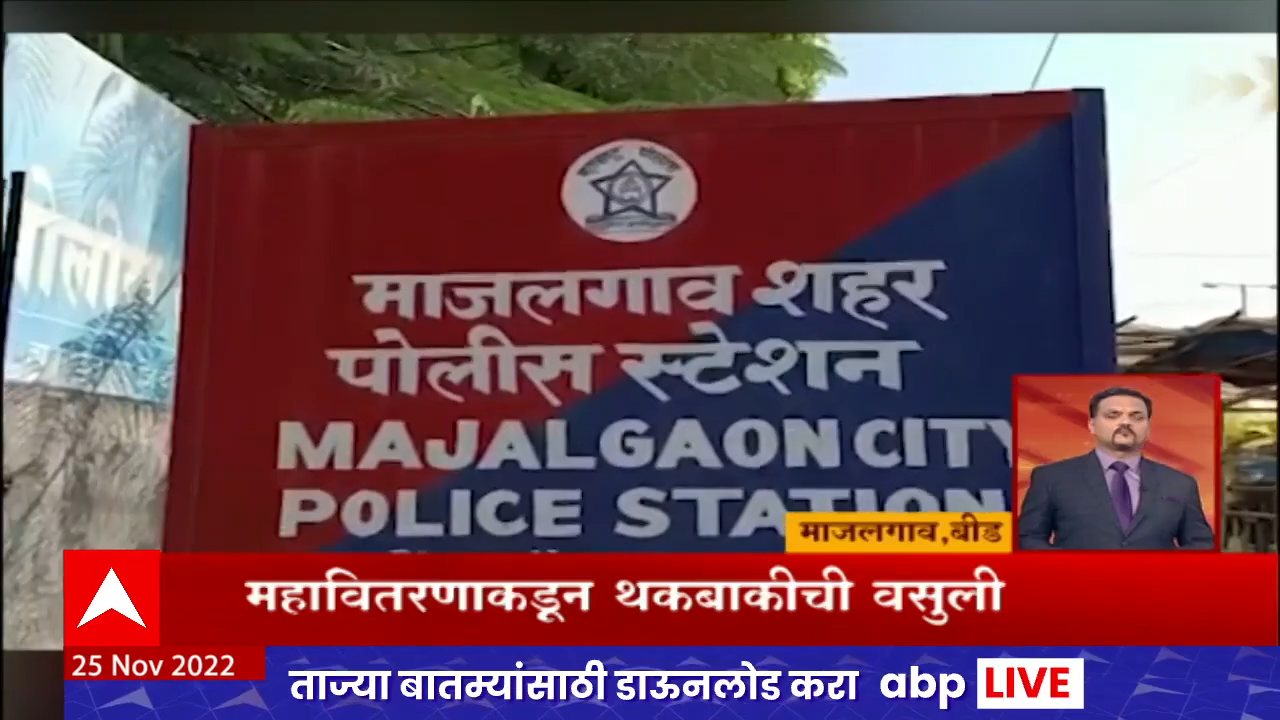 माजलगाव शहर
पोलीस स्टेशन
MAJALGAON CITY
POLICE STATION
माजलगाव,बीड
महावितरणाकडून थकबाकीची वसुली
25 Nov 2022
ताज्या बातम्यांसाठी डाऊनलोड करा abp LIVE